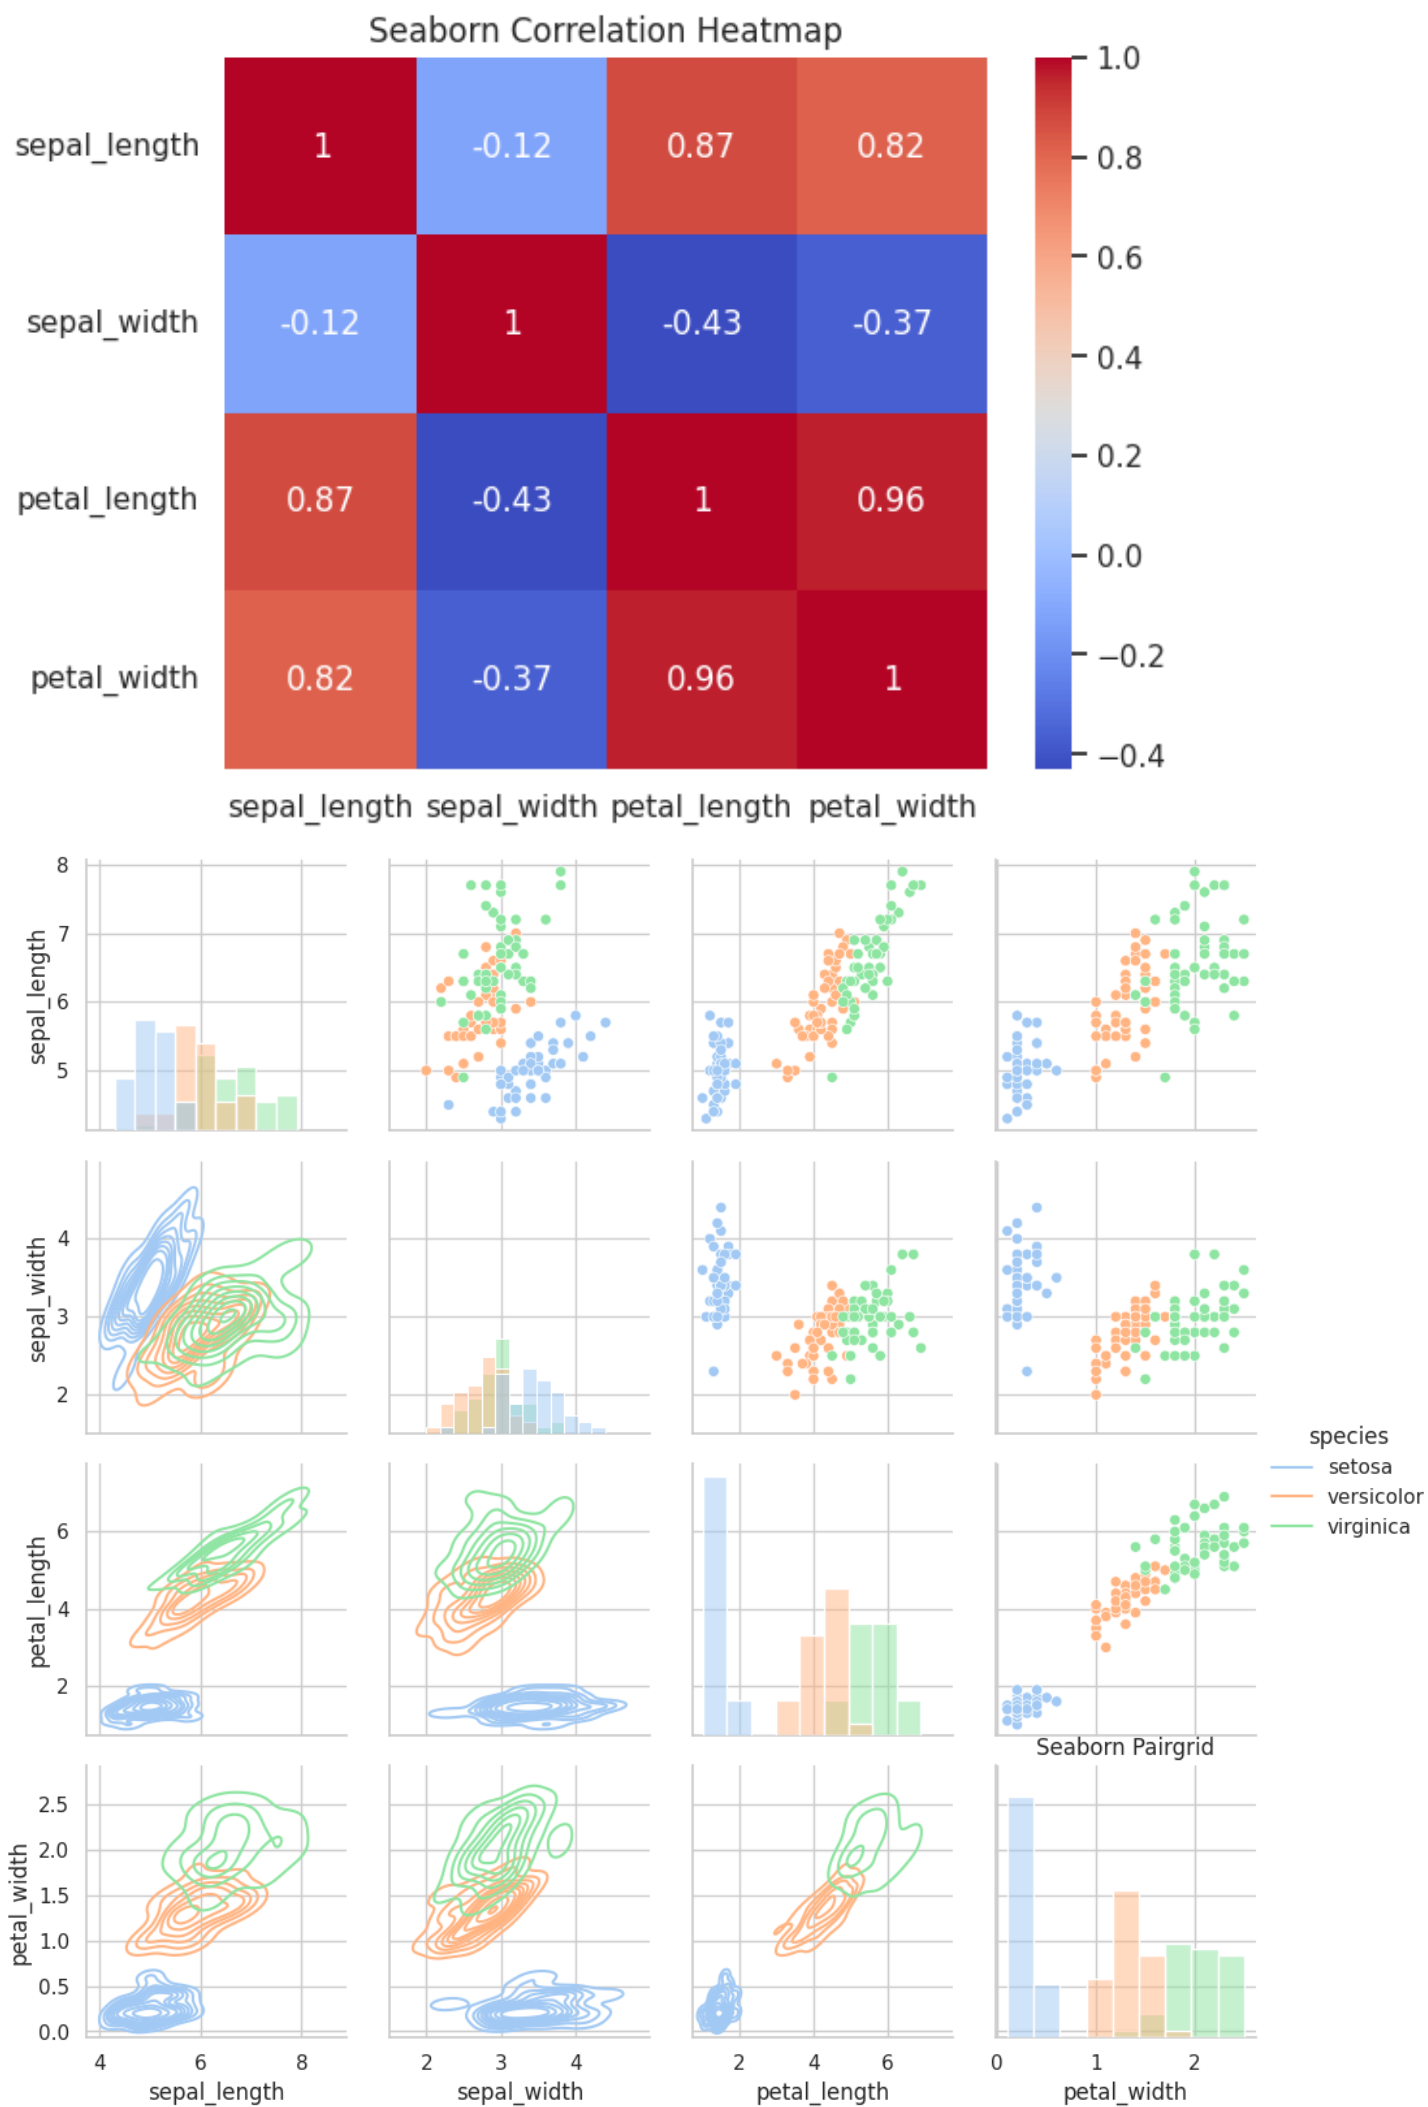 Seaborn Correlation Heatmap
sepal_length 1 -0.12 0.87 0.82
sepal_width -0.12 1 -0.43 -0.37
petal_length 0.87 -0.43 1 0.96
petal_width 0.82 -0.37 0.96 1
sepal_length sepal_width petal_length petal_width
1.0
0.8
0.6
0.4
0.2
0.0
−0.2
−0.4
sepal_length
8
7
6
5
sepal_width
4
3
2
species
setosa
versicolor
virginica
petal_length
6
4
2
Seaborn Pairgrid
petal_width
2.5
2.0
1.5
1.0
0.5
0.0
4 6 8 2 3 4 2 4 6 0 1 2
sepal_length sepal_width petal_length petal_width